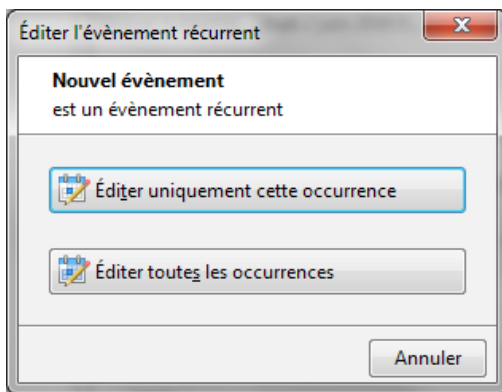 Éditer l'évènement récurrent
Nouvel évènement
est un évènement récurrent
Éditer uniquement cette occurrence
Éditer toutes les occurrences
Annuler